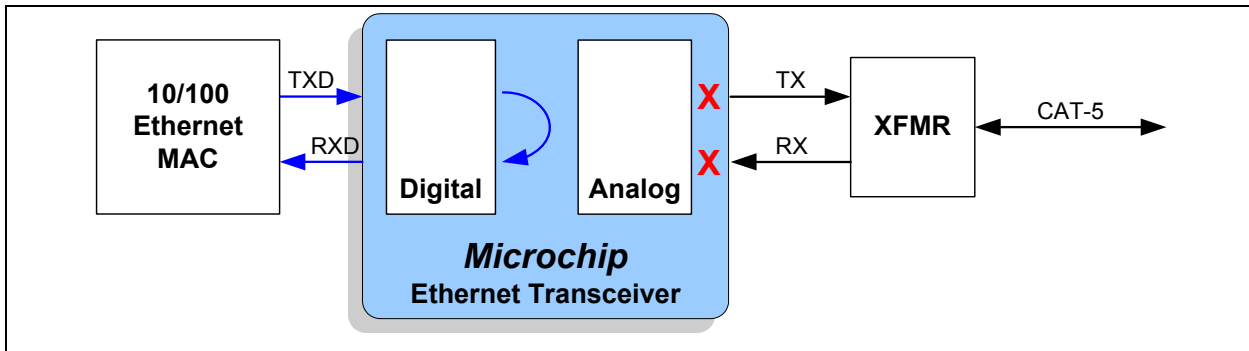 10/100
Ethernet
MAC
TXD
RXD
Digital
Analog
X
X
TX
RX
XFMR
CAT-5
Microchip
Ethernet Transceiver